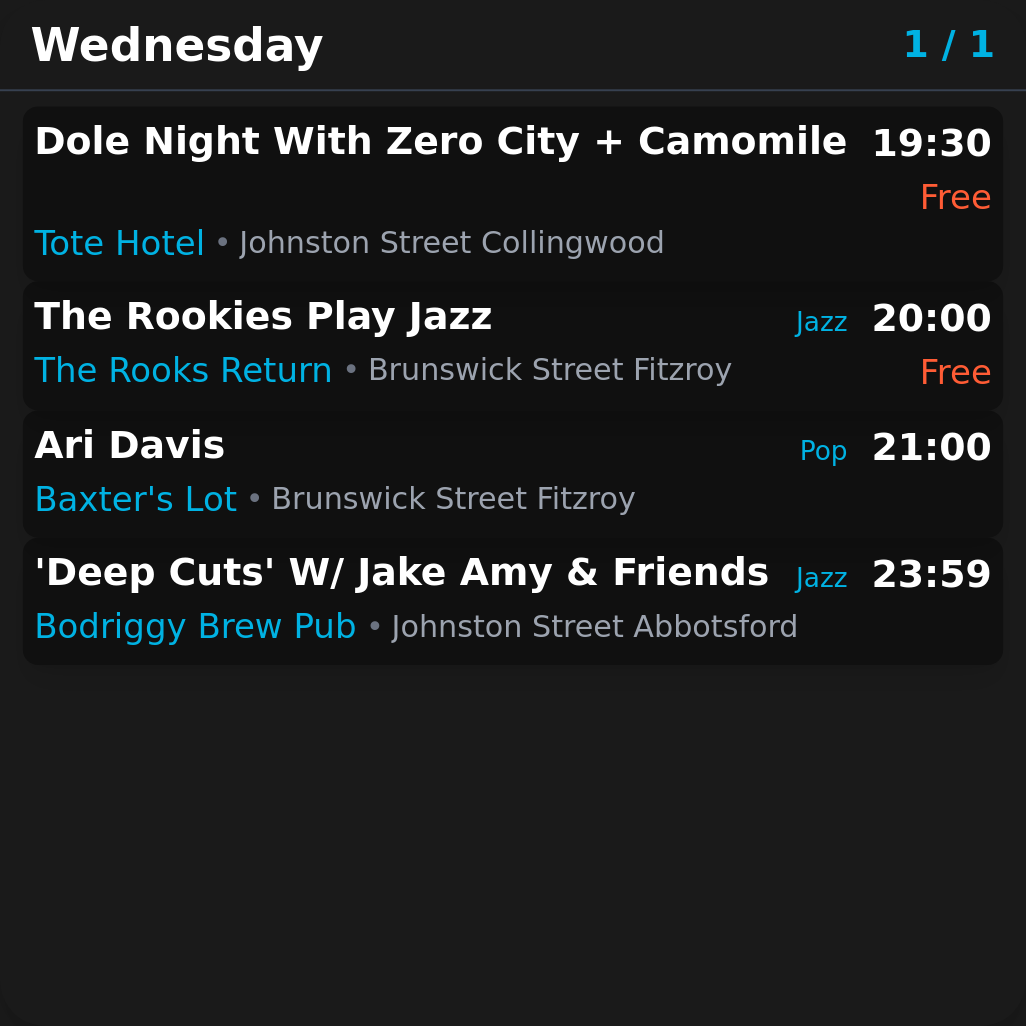 Wednesday 1 / 1
Dole Night With Zero City + Camomile 19:30
Free
Tote Hotel • Johnston Street Collingwood
The Rookies Play Jazz Jazz 20:00
The Rooks Return • Brunswick Street Fitzroy Free
Ari Davis Pop 21:00
Baxter's Lot • Brunswick Street Fitzroy
'Deep Cuts' W/ Jake Amy & Friends Jazz 23:59
Bodriggy Brew Pub • Johnston Street Abbotsford